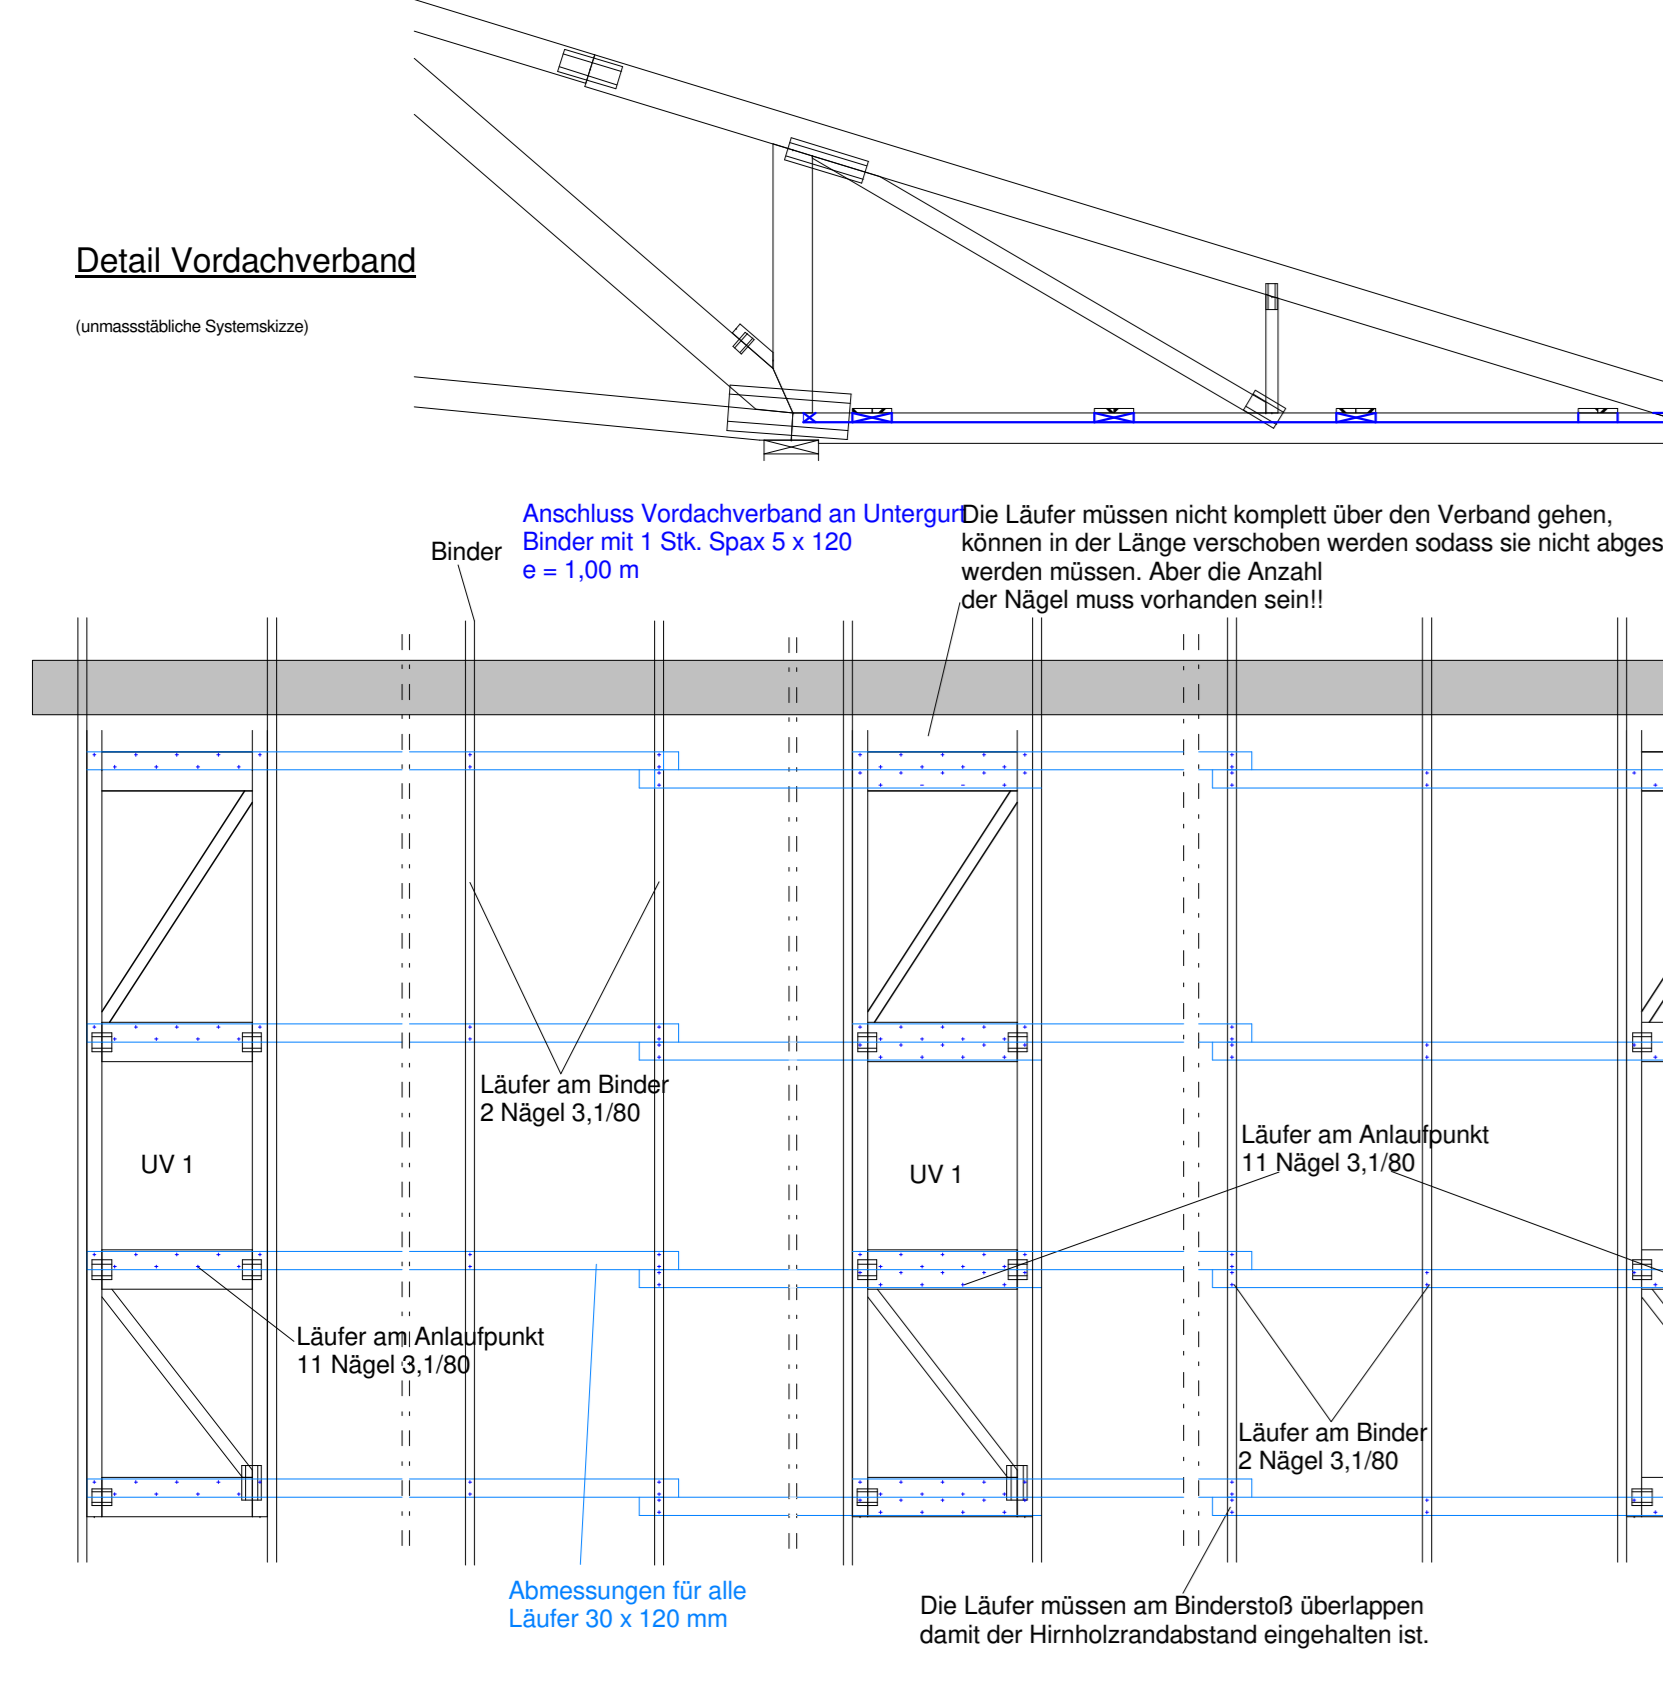 Detail Vordachverband
(unmassstäbliche Systemskizze)
Anschluss Vordachverband an Untergurt
Binder mit 1 Stk. Spax 5 x 120
e = 1,00 m
Binder
Die Läufer müssen nicht komplett über den Verband gehen,
können in der Länge verschoben werden sodass sie nicht abges
werden müssen. Aber die Anzahl
der Nägel muss vorhanden sein!!
Läufer am Binder
2 Nägel 3,1/80
UV 1
UV 1
Läufer am Anlaufpunkt
11 Nägel 3,1/80
Läufer am Anlaufpunkt
11 Nägel 3,1/80
Läufer am Binder
2 Nägel 3,1/80
Abmessungen für alle
Läufer 30 x 120 mm
Die Läufer müssen am Binderstoß überlappen
damit der Hirnholzrandabstand eingehalten ist.